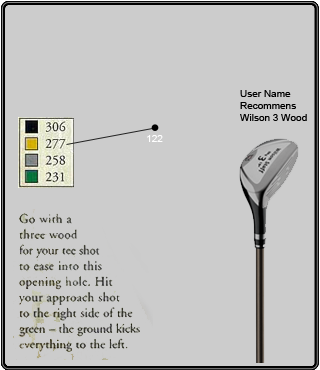 User Name
Recommens
Wilson 3 Wood
306
277
258
231
122
Go with a
three wood
for your tee shot
to ease into this
opening hole. Hit
your approach shot
to the right side of the
green – the ground kicks
everything to the left.
3